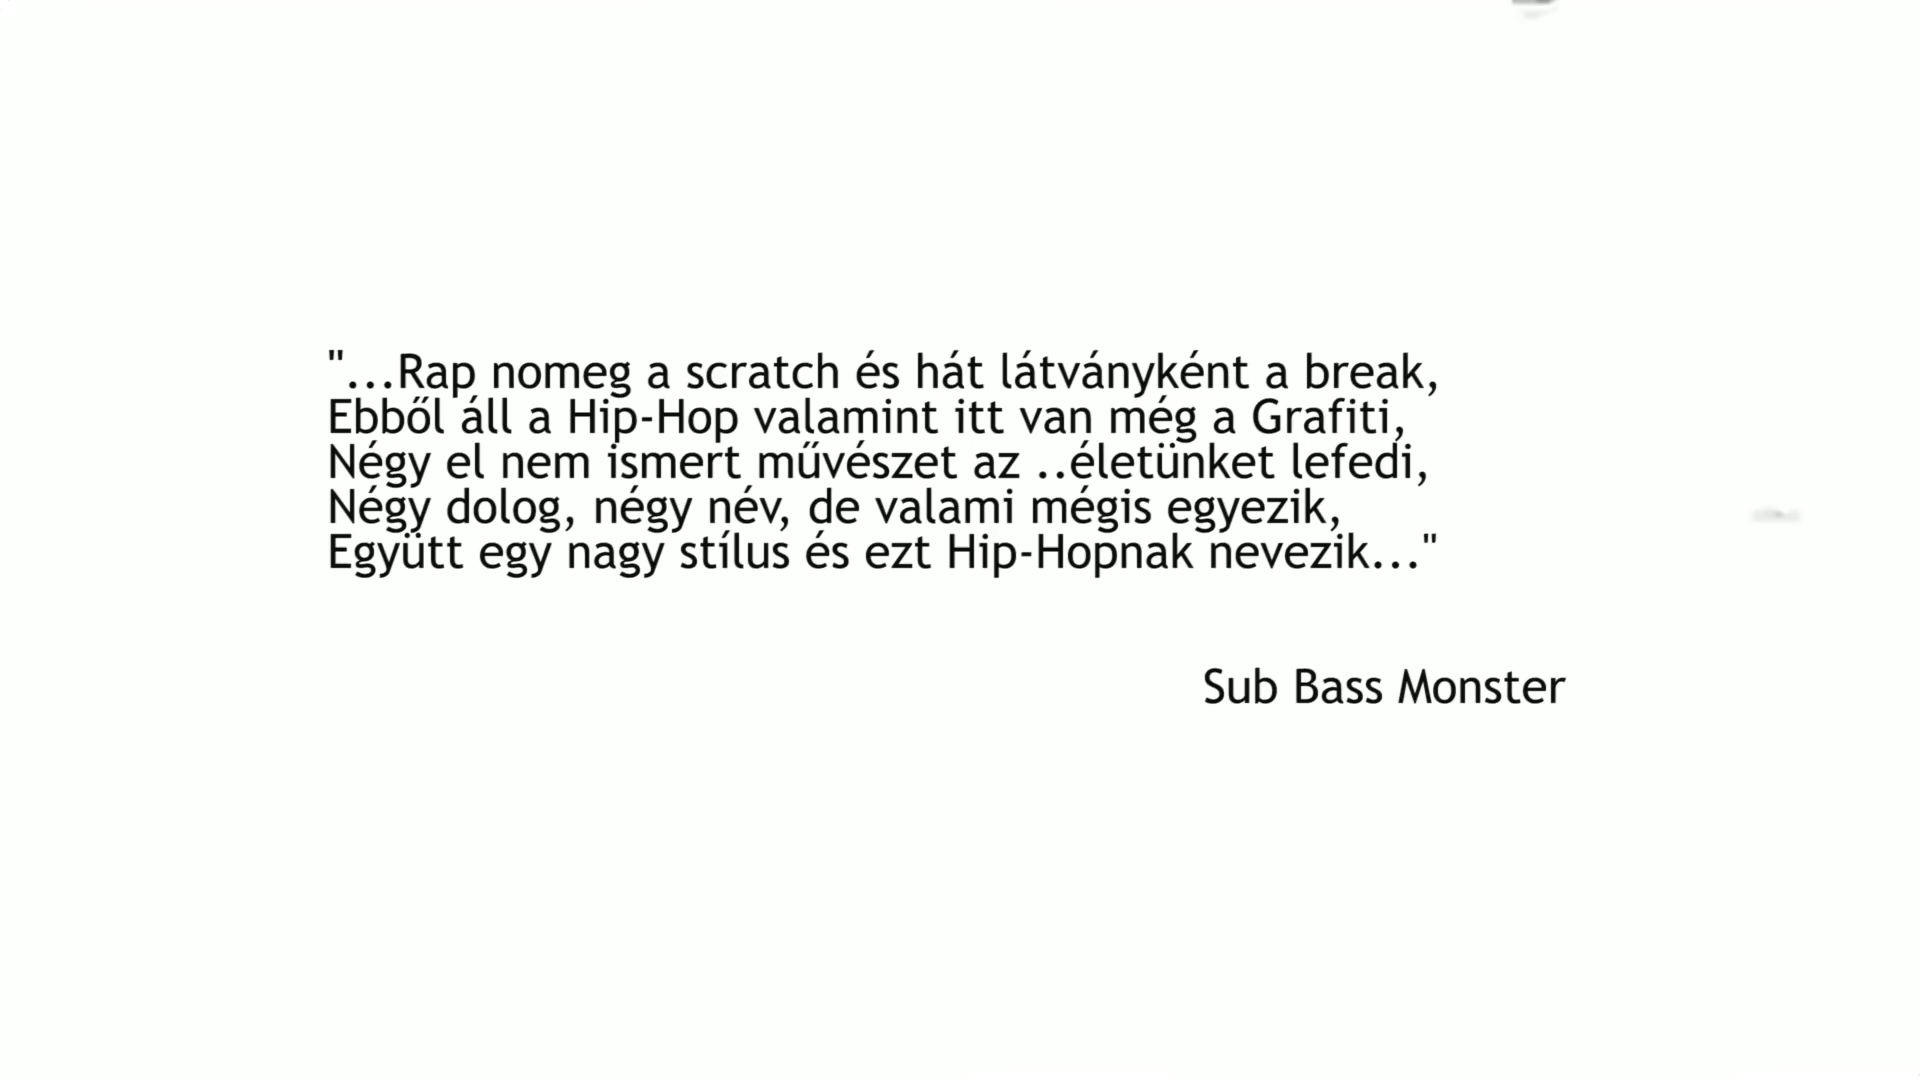 "...Rap nomeg a scratch és hát látványként a break,
Ebből áll a Hip-Hop valamint itt van még a Grafiti,
Négy el nem ismert művészet az ..életünket lefedi,
Négy dolog, négy név, de valami mégis egyezik,
Együtt egy nagy stílus és ezt Hip-Hopnak nevezik..."
Sub Bass Monster